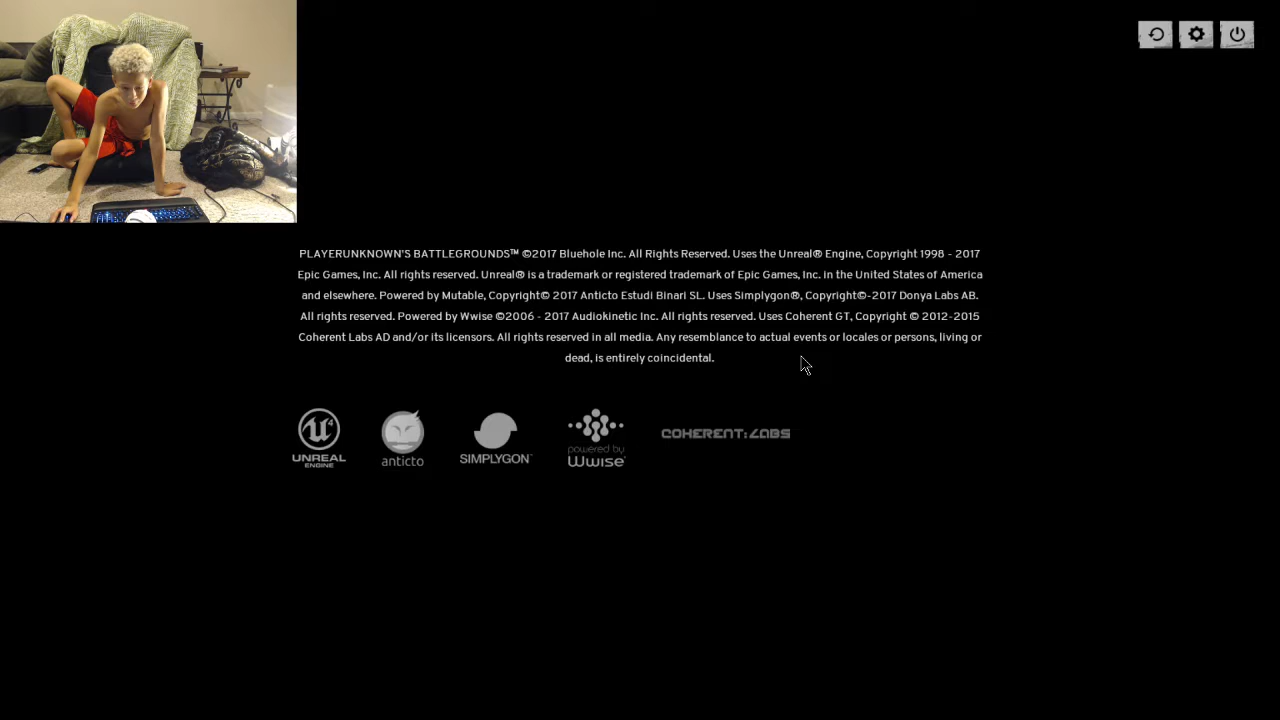 PLAYERUNKNOWN'S BATTLEGROUNDS™ ©2017 Bluehole Inc. All Rights Reserved. Uses the Unreal® Engine, Copyright 1998 - 2017
Epic Games, Inc. All rights reserved. Unreal® is a trademark or registered trademark of Epic Games, Inc. in the United States of America
and elsewhere. Powered by Mutable, Copyright© 2017 Anticto Estudi Binari SL. Uses Simplygon®, Copyright©-2017 Donya Labs AB.
All rights reserved. Powered by Wwise ©2006 - 2017 Audiokinetic Inc. All rights reserved. Uses Coherent GT, Copyright © 2012-2015
Coherent Labs AD and/or its licensors. All rights reserved in all media. Any resemblance to actual events or locales or persons, living or
dead, is entirely coincidental.
UNREAL
ENGINE
anticto
SIMPLYGON
powered by
Wwise
COHERENT:LABS